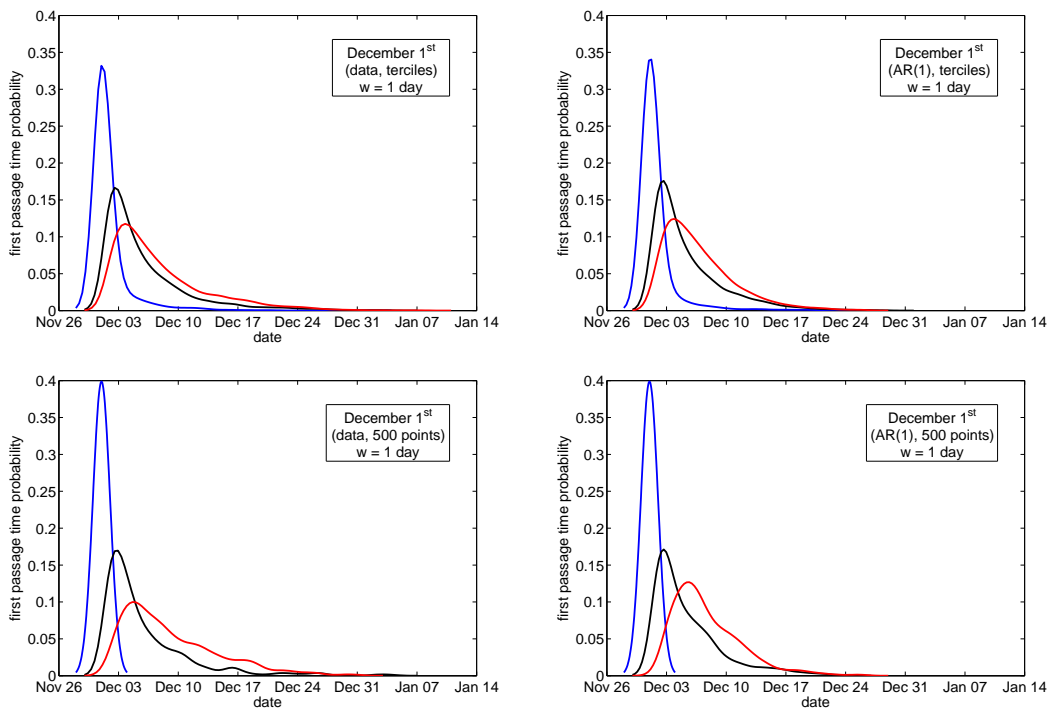 0.4
0.35
0.3
0.25
0.2
0.15
0.1
0.05
0
first passage time probability
December 1st
(data, terciles)
w = 1 day
Nov 26 Dec 03 Dec 10 Dec 17 Dec 24 Dec 31 Jan 07 Jan 14
date
0.4
0.35
0.3
0.25
0.2
0.15
0.1
0.05
0
first passage time probability
December 1st
(AR(1), terciles)
w = 1 day
Nov 26 Dec 03 Dec 10 Dec 17 Dec 24 Dec 31 Jan 07 Jan 14
date
0.4
0.35
0.3
0.25
0.2
0.15
0.1
0.05
0
first passage time probability
December 1st
(data, 500 points)
w = 1 day
Nov 26 Dec 03 Dec 10 Dec 17 Dec 24 Dec 31 Jan 07 Jan 14
date
0.4
0.35
0.3
0.25
0.2
0.15
0.1
0.05
0
first passage time probability
December 1st
(AR(1), 500 points)
w = 1 day
Nov 26 Dec 03 Dec 10 Dec 17 Dec 24 Dec 31 Jan 07 Jan 14
date